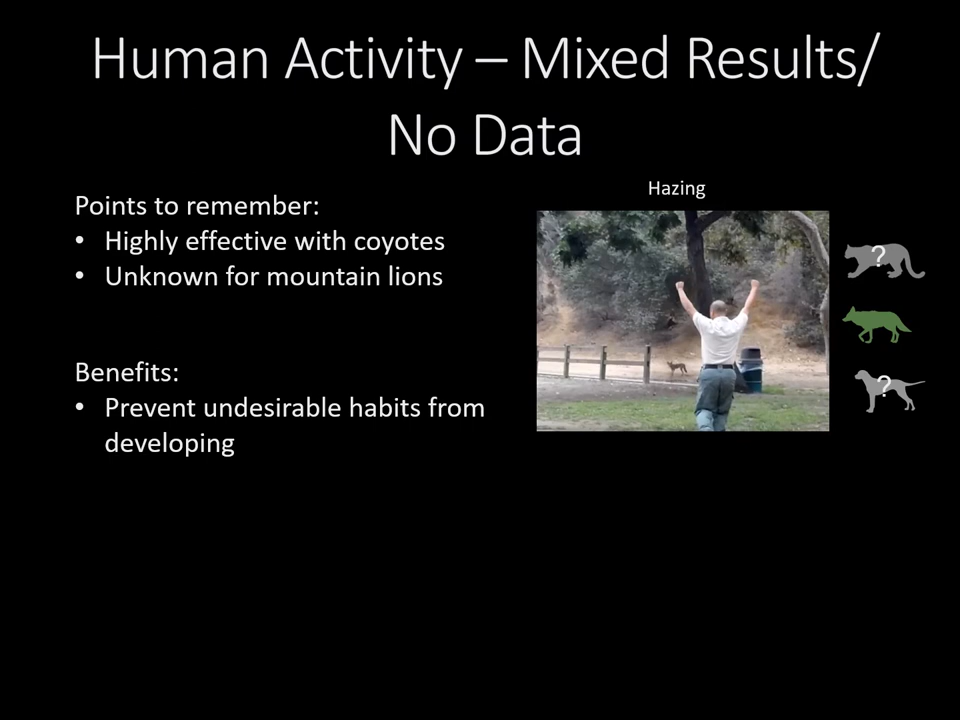 Human Activity – Mixed Results/
No Data
Points to remember:
• Highly effective with coyotes
• Unknown for mountain lions
Benefits:
• Prevent undesirable habits from
developing
Hazing
?
?